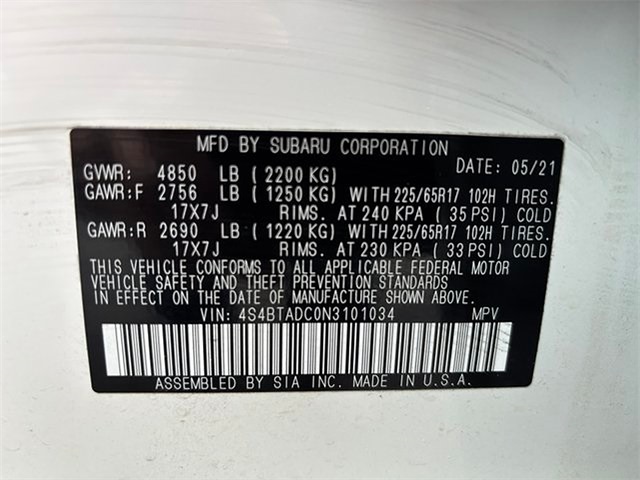 MFD BY SUBARU CORPORATION
GVWR: 4850 LB ( 2200 KG) DATE: 05/21
GAWR:F 2756 LB ( 1250 KG) WITH 225/65R17 102H TIRES.
17X7J RIMS. AT 240 KPA ( 35 PSI) COLD
GAWR:R 2690 LB ( 1220 KG) WITH 225/65R17 102H TIRES.
17X7J RIMS. AT 230 KPA ( 33 PSI) COLD
THIS VEHICLE CONFORMS TO ALL APPLICABLE FEDERAL MOTOR
VEHICLE SAFETY AND THEFT PREVENTION STANDARDS
IN EFFECT ON THE DATE OF MANUFACTURE SHOWN ABOVE.
VIN: 4S4BTADC0N3101034 MPV
ASSEMBLED BY SIA INC. MADE IN U.S.A.